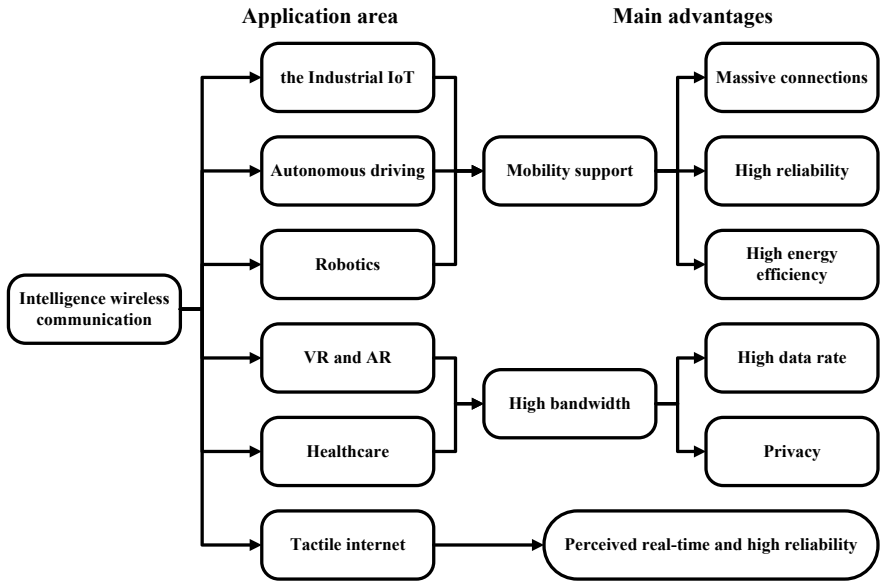 Application area
Main advantages
the Industrial IoT
Massive connections
Autonomous driving
Mobility support
High reliability
Robotics
High energy
efficiency
Intelligence wireless
communication
VR and AR
High data rate
High bandwidth
Healthcare
Privacy
Tactile internet
Perceived real-time and high reliability